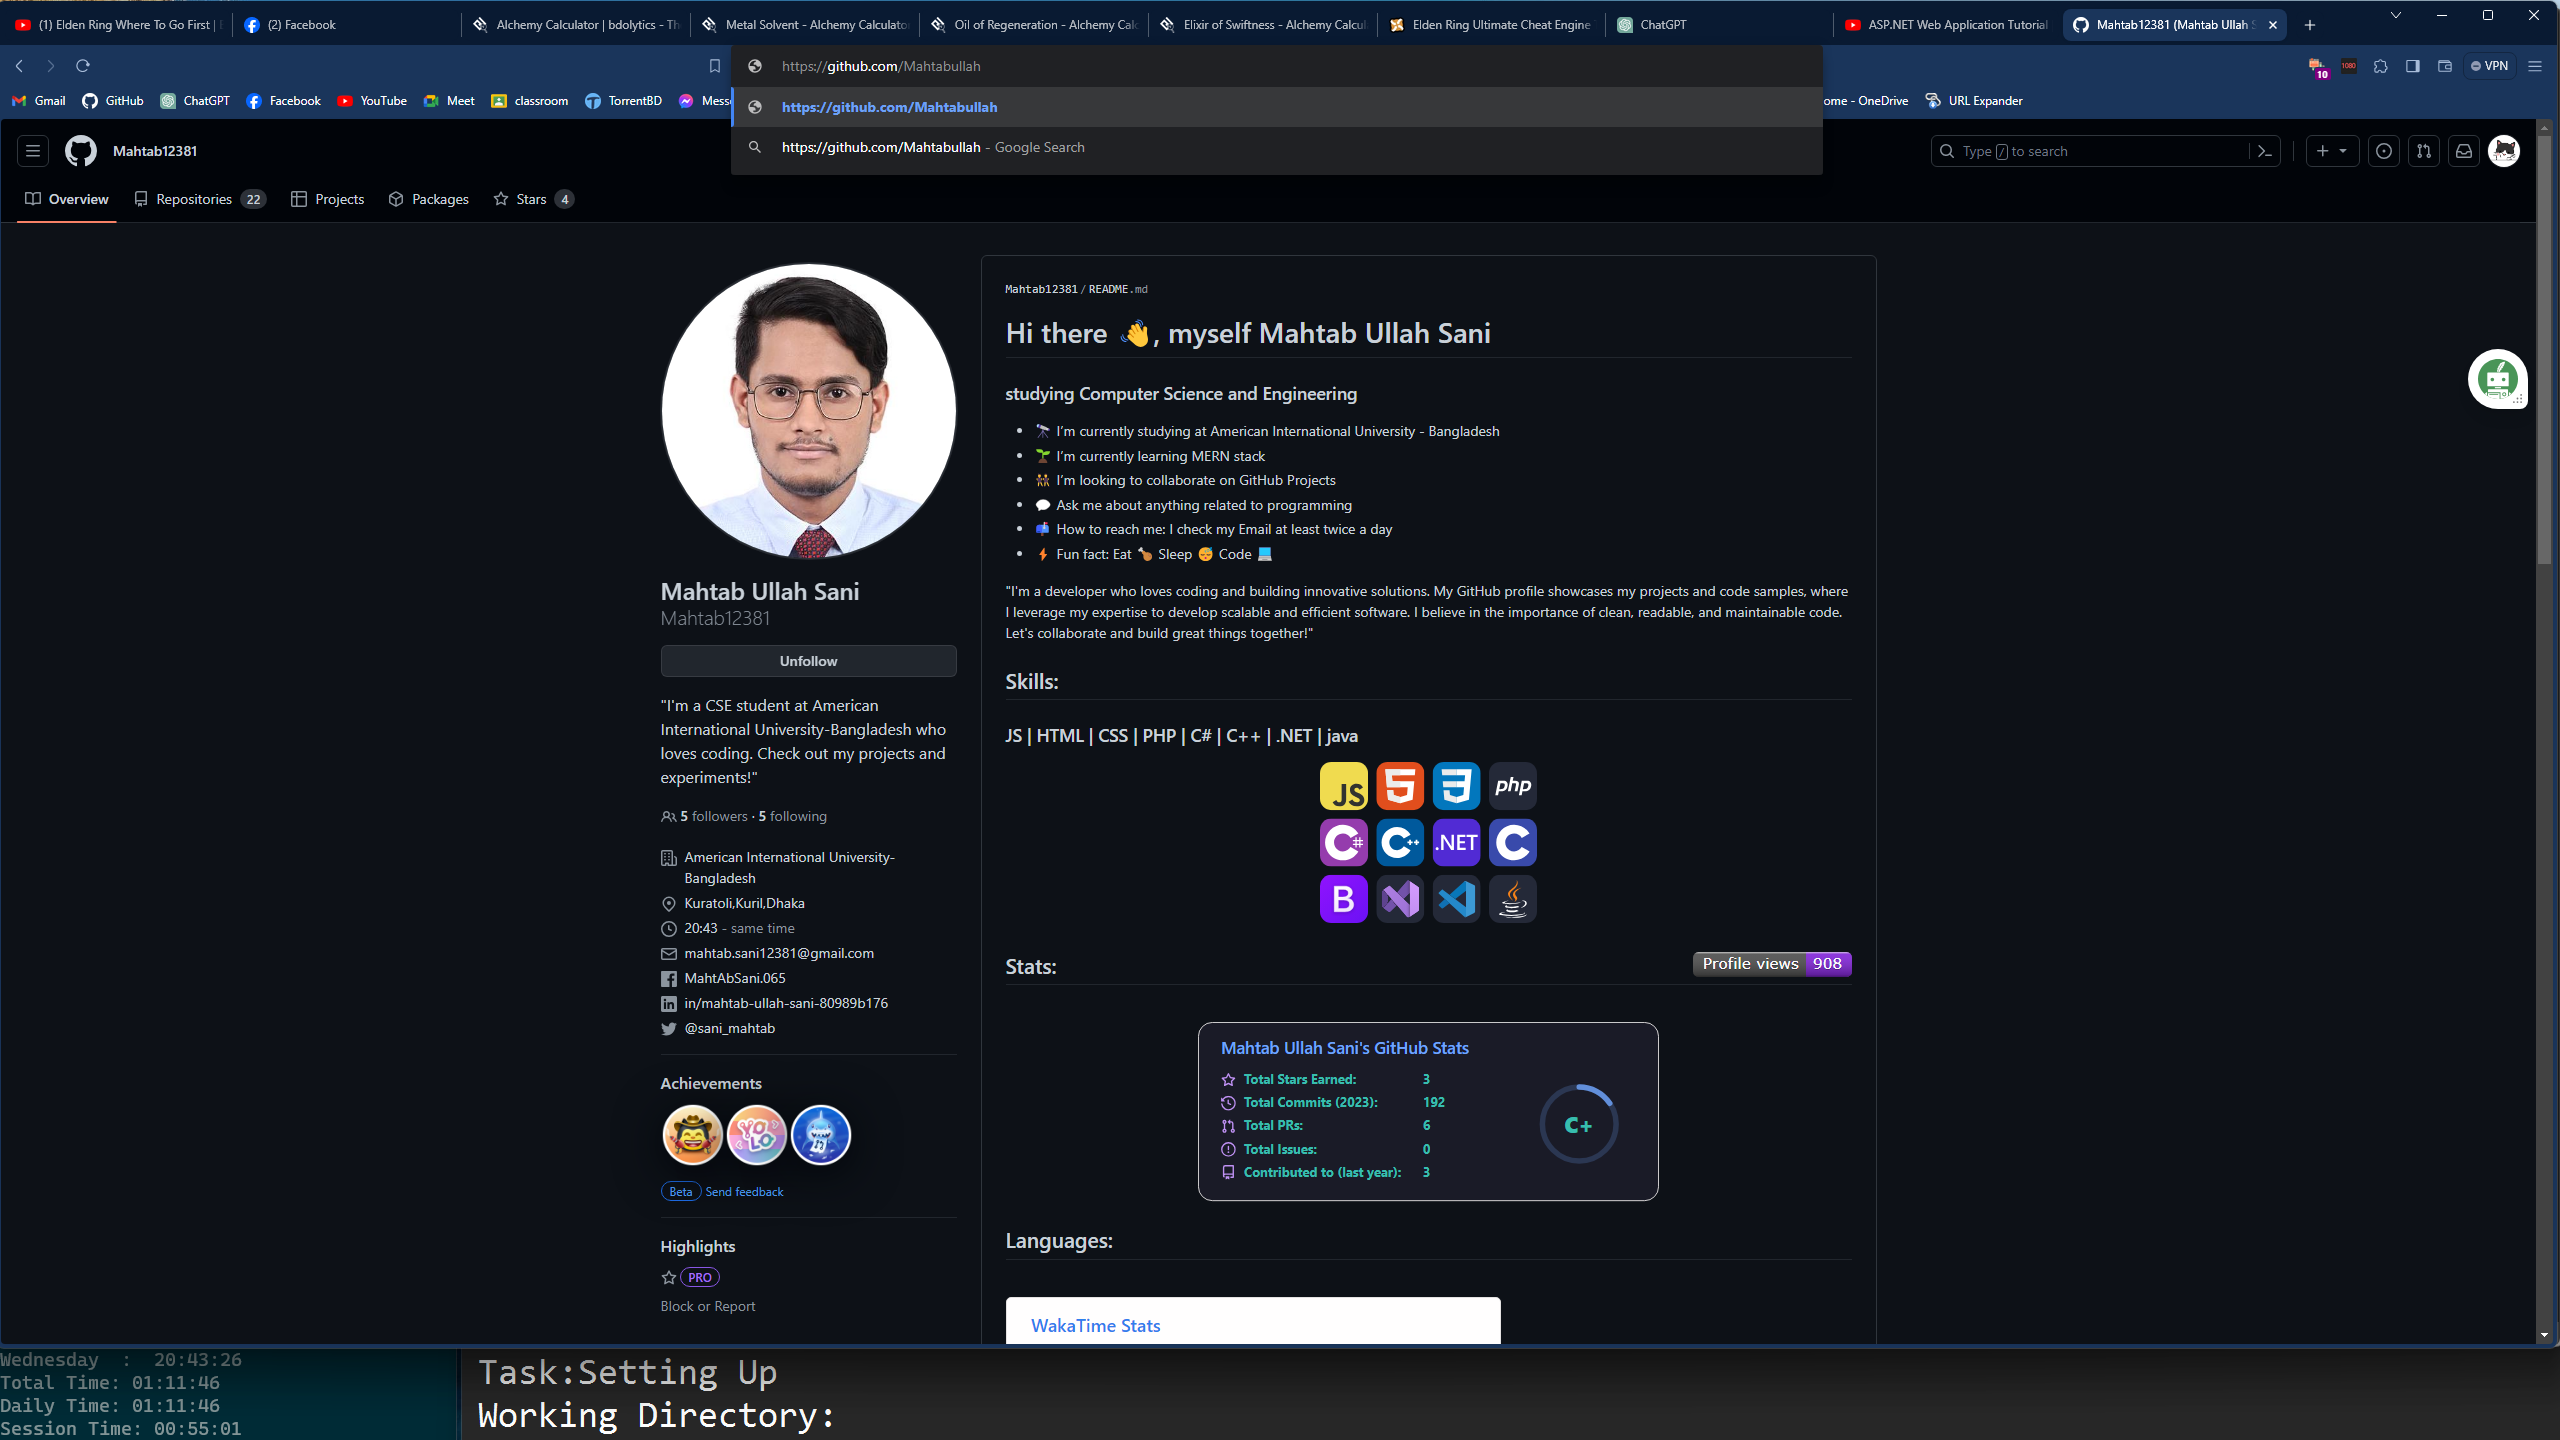 (1) Elden Ring Where To Go First |
(2) Facebook
Alchemy Calculator | bdolytics - Th
Metal Solvent - Alchemy Calculato
Oil of Regeneration - Alchemy Calc
Elixir of Swiftness - Alchemy Calcul
Elden Ring Ultimate Cheat Engine
ChatGPT
ASP.NET Web Application Tutorial
Mahtab12381 (Mahtab Ullah S
https://github.com/Mahtabullah
10
1080
VPN
Gmail
GitHub
ChatGPT
Facebook
YouTube
Meet
classroom
TorrentBD
Messe
https://github.com/Mahtabullah
ome - OneDrive
URL Expander
https://github.com/Mahtabullah - Google Search
Mahtab12381
Type / to search
Overview
Repositories 22
Projects
Packages
Stars 4
Mahtab12381 / README.md
Hi there 👋, myself Mahtab Ullah Sani
studying Computer Science and Engineering
• 🔭 I’m currently studying at American International University - Bangladesh
• 🌱 I’m currently learning MERN stack
• 👯 I’m looking to collaborate on GitHub Projects
• 💬 Ask me about anything related to programming
• 📫 How to reach me: I check my Email at least twice a day
• ⚡ Fun fact: Eat 🍗 Sleep 😴 Code 💻
"I'm a developer who loves coding and building innovative solutions. My GitHub profile showcases my projects and code samples, where
I leverage my expertise to develop scalable and efficient software. I believe in the importance of clean, readable, and maintainable code.
Let's collaborate and build great things together!"
Mahtab Ullah Sani
Mahtab12381
Unfollow
"I'm a CSE student at American
International University-Bangladesh who
loves coding. Check out my projects and
experiments!"
5 followers · 5 following
American International University-
Bangladesh
Kuratoli,Kuril,Dhaka
20:43 - same time
mahtab.sani12381@gmail.com
MahtAbSani.065
in/mahtab-ullah-sani-80989b176
@sani_mahtab
Achievements
YOLO
Beta Send feedback
Highlights
PRO
Block or Report
Skills:
JS | HTML | CSS | PHP | C# | C++ | .NET | java
JS
5
3
php
C#
C++
.NET
C
B
Stats:
Profile views 908
Mahtab Ullah Sani's GitHub Stats
Total Stars Earned: 3
Total Commits (2023): 192
Total PRs: 6
Total Issues: 0
Contributed to (last year): 3
C+
Languages:
WakaTime Stats
Wednesday : 20:43:26
Total Time: 01:11:46
Daily Time: 01:11:46
Session Time: 00:55:01
Task:Setting Up
Working Directory: